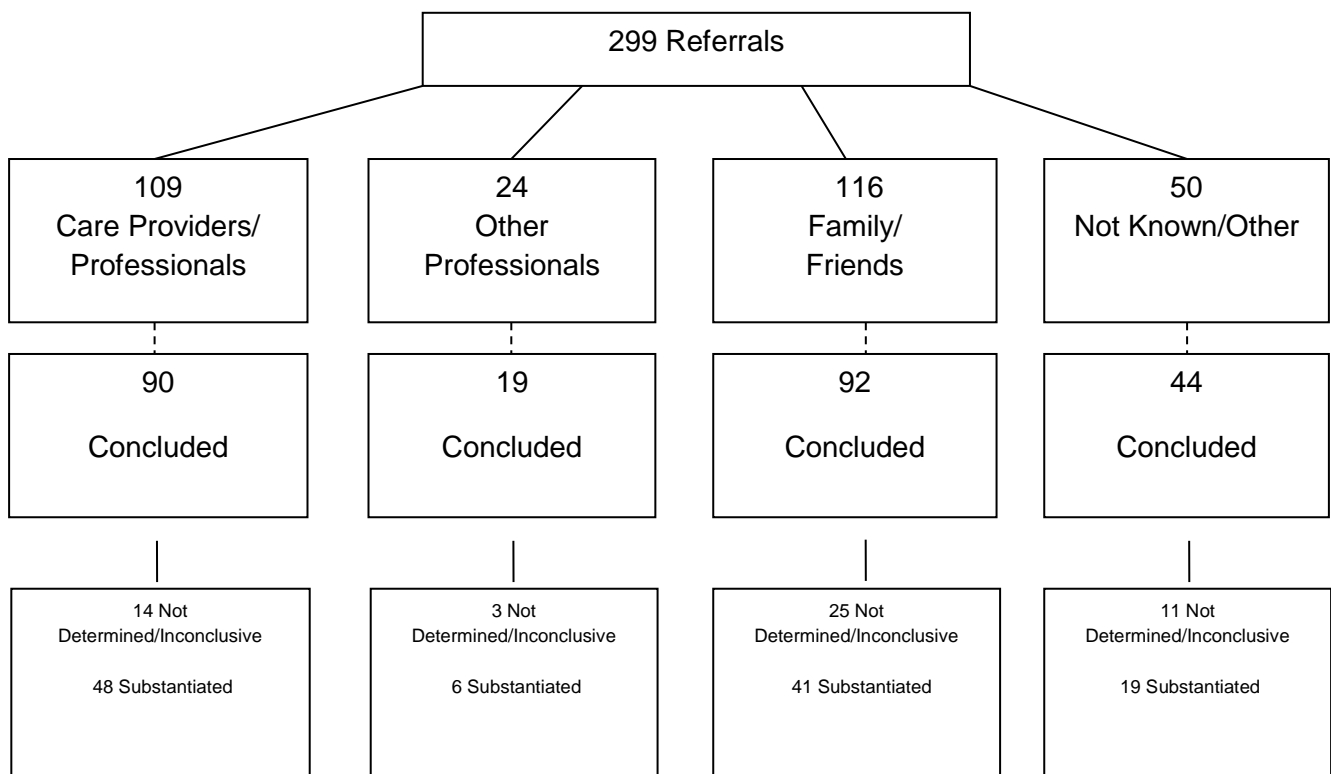 299 Referrals
109
Care Providers/
Professionals
24
Other
Professionals
116
Family/
Friends
50
Not Known/Other
90
Concluded
19
Concluded
92
Concluded
44
Concluded
14 Not
Determined/Inconclusive
48 Substantiated
3 Not
Determined/Inconclusive
6 Substantiated
25 Not
Determined/Inconclusive
41 Substantiated
11 Not
Determined/Inconclusive
19 Substantiated